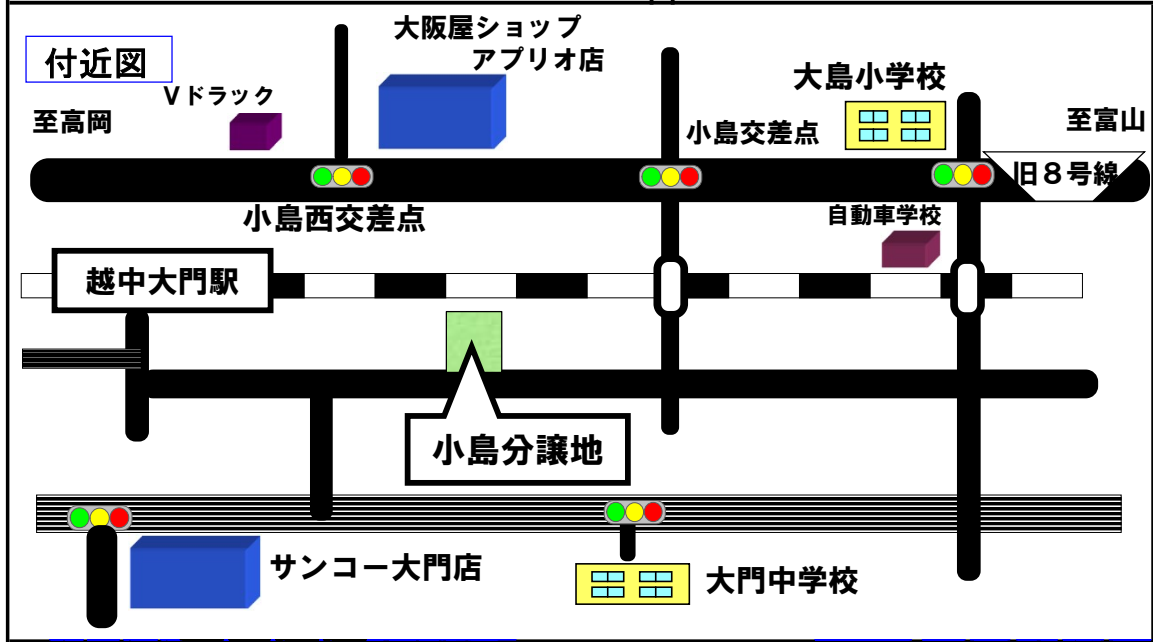 付近図
大阪屋ショップ
アプリオ店
Vドラック
大島小学校
至高岡
小島交差点
至富山
旧８号線
小島西交差点
自動車学校
越中大門駅
小島分譲地
サンコー大門店
大門中学校